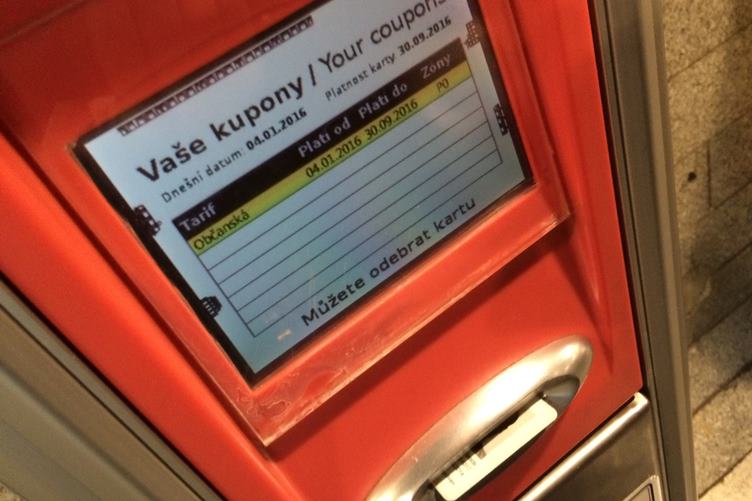 Vaše kupony / Your coupons
Dnešní datum: 04.01.2016 Platnost karty 30.09.2016
Tarif Platí od Platí do Zóny
Občanská 04.01.2016 30.09.2016 P0
Můžete odebrat kartu